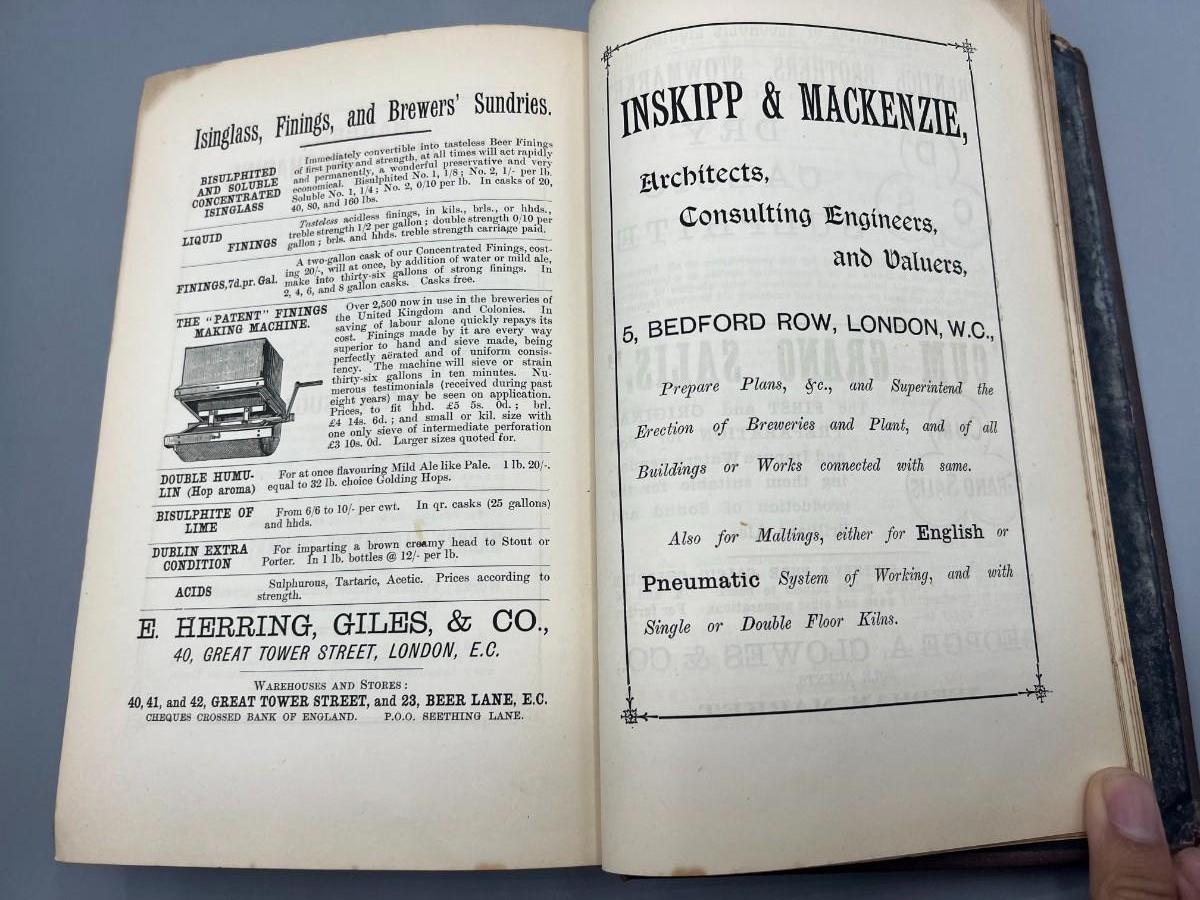 Isinglass, Finings, and Brewers' Sundries.
BISULPHITED
AND SOLUBLE
CONCENTRATED
ISINGLASS
Immediately convertible into tasteless Beer Finings
of first purity and strength, at all times will act rapidly
and permanently, a wonderful preservative and very
economical. Bisulphited No. 1, 1/8; No. 2, 1/- per lb.
Soluble No. 1, 1/4; No. 2, 0/10 per lb. In casks of 20,
40, 80, and 160 lbs.
LIQUID
FININGS
Tasteless acidless finings, in kils., brls., or hhds.,
treble strength 1/2 per gallon; double strength 0/10 per
gallon; brls. and hhds. treble strength carriage paid.
FININGS, 7d. pr. Gal.
A two-gallon cask of our Concentrated Finings, cost-
ing 20/-, will at once, by addition of water or mild ale,
make into thirty-six gallons of strong finings. In
2, 4, 6, and 8 gallon casks. Casks free.
THE "PATENT" FININGS
MAKING MACHINE.
Over 2,500 now in use in the breweries of
the United Kingdom and Colonies. In
saving of labour alone quickly repays its
cost. Finings made by it are every way
superior to hand and sieve made, being
perfectly aërated and of uniform consis-
tency. The machine will sieve or strain
thirty-six gallons in ten minutes. Nu-
merous testimonials (received during past
eight years) may be seen on application.
Prices, to fit hhd. £5 5s. 0d.; brl.
£4 14s. 6d.; and small or kil. size with
one only sieve of intermediate perforation
£3 10s. 0d. Larger sizes quoted for.
DOUBLE HUMU-
LIN (Hop aroma)
For at once flavouring Mild Ale like Pale. 1 lb. 20/-.
equal to 32 lb. choice Golding Hops.
BISULPHITE OF
LIME
From 6/6 to 10/- per cwt. In qr. casks (25 gallons)
and hhds.
DUBLIN EXTRA
CONDITION
For imparting a brown creamy head to Stout or
Porter. In 1 lb. bottles @ 12/- per lb.
ACIDS
Sulphurous, Tartaric, Acetic. Prices according to
strength.
E. HERRING, GILES, & CO.,
40, GREAT TOWER STREET, LONDON, E.C.
WAREHOUSES AND STORES:
40, 41, and 42, GREAT TOWER STREET, and 23, BEER LANE, E.C.
CHEQUES CROSSED BANK OF ENGLAND. P.O.O. SEETHING LANE.
INSKIPP & MACKENZIE,
Architects,
Consulting Engineers,
and Valuers,
5, BEDFORD ROW, LONDON, W.C.,
Prepare Plans, &c., and Superintend the
Erection of Breweries and Plant, and of all
Buildings or Works connected with same.
Also for Maltings, either for English or
Pneumatic System of Working, and with
Single or Double Floor Kilns.